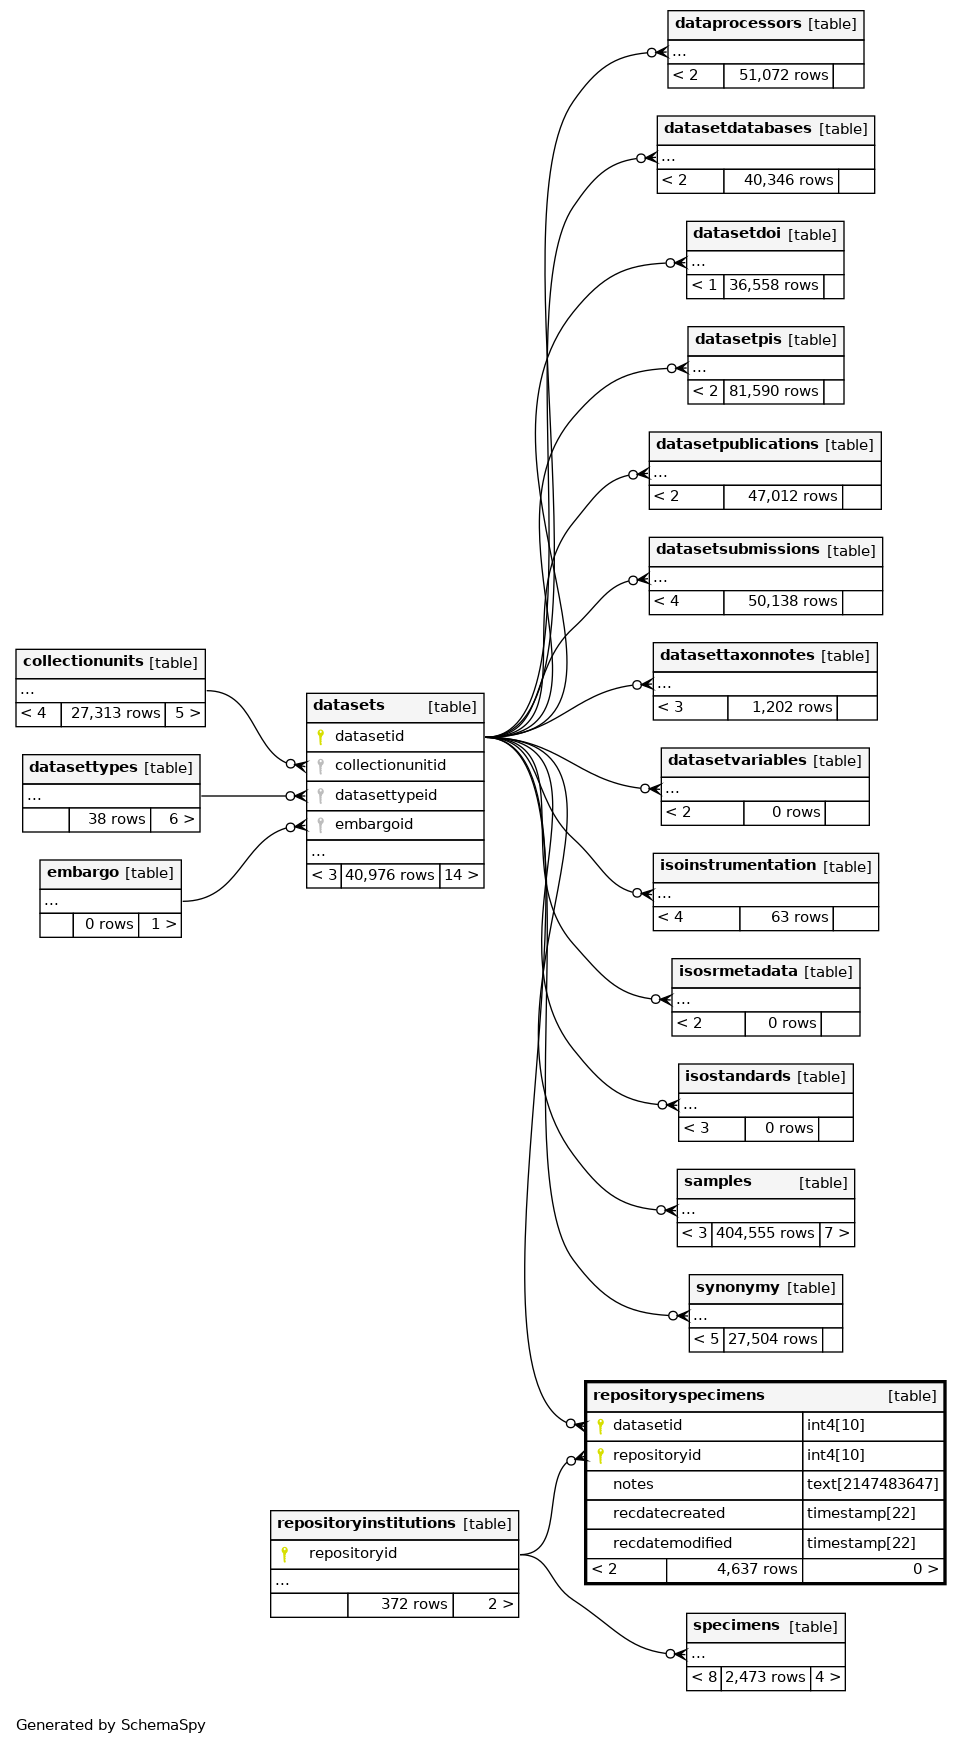 dataprocessors [table]
...
< 2 51,072 rows
datasetdatabases [table]
...
< 2 40,346 rows
datasetdoi [table]
...
< 1 36,558 rows
datasetpis [table]
...
< 2 81,590 rows
datasetpublications [table]
...
< 2 47,012 rows
datasetsubmissions [table]
...
< 4 50,138 rows
datasettaxonnotes [table]
...
< 3 1,202 rows
datasetvariables [table]
...
< 2 0 rows
isoinstrumentation [table]
...
< 4 63 rows
isosrmetadata [table]
...
< 2 0 rows
isostandards [table]
...
< 3 0 rows
samples [table]
...
< 3 404,555 rows 7 >
synonymy [table]
...
< 5 27,504 rows
collectionunits [table]
...
< 4 27,313 rows 5 >
datasettypes [table]
...
38 rows 6 >
embargo [table]
...
0 rows 1 >
datasets [table]
datasetid
collectionunitid
datasettypeid
embargoid
...
< 3 40,976 rows 14 >
repositoryspecimens [table]
datasetid int4[10]
repositoryid int4[10]
notes text[2147483647]
recdatecreated timestamp[22]
recdatemodified timestamp[22]
< 2 4,637 rows 0 >
repositoryinstitutions [table]
repositoryid
...
372 rows 2 >
specimens [table]
...
< 8 2,473 rows 4 >
Generated by SchemaSpy